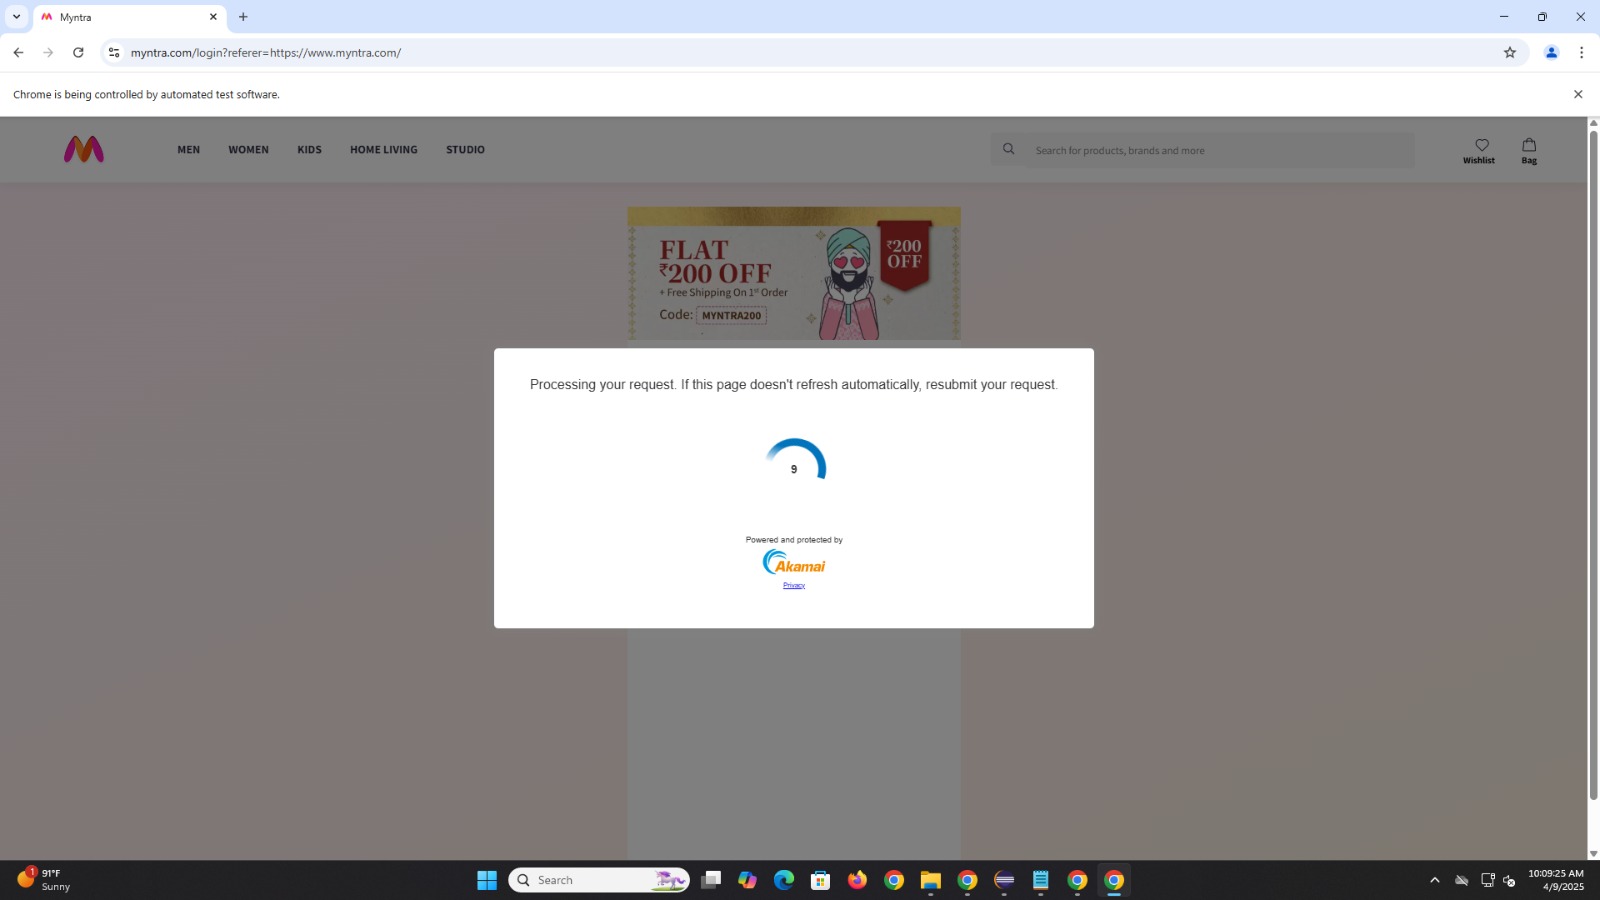 Myntra
myntra.com/login?referer=https://www.myntra.com/
Chrome is being controlled by automated test software.
MEN WOMEN KIDS HOME LIVING STUDIO
Search for products, brands and more
Wishlist
Bag
FLAT
₹200 OFF
+ Free Shipping On 1st Order
Code: MYNTRA200
₹200
OFF
Processing your request. If this page doesn't refresh automatically, resubmit your request.
9
Powered and protected by
Akamai
Privacy
1
91°F
Sunny
Search
10:09:25 AM
4/9/2025